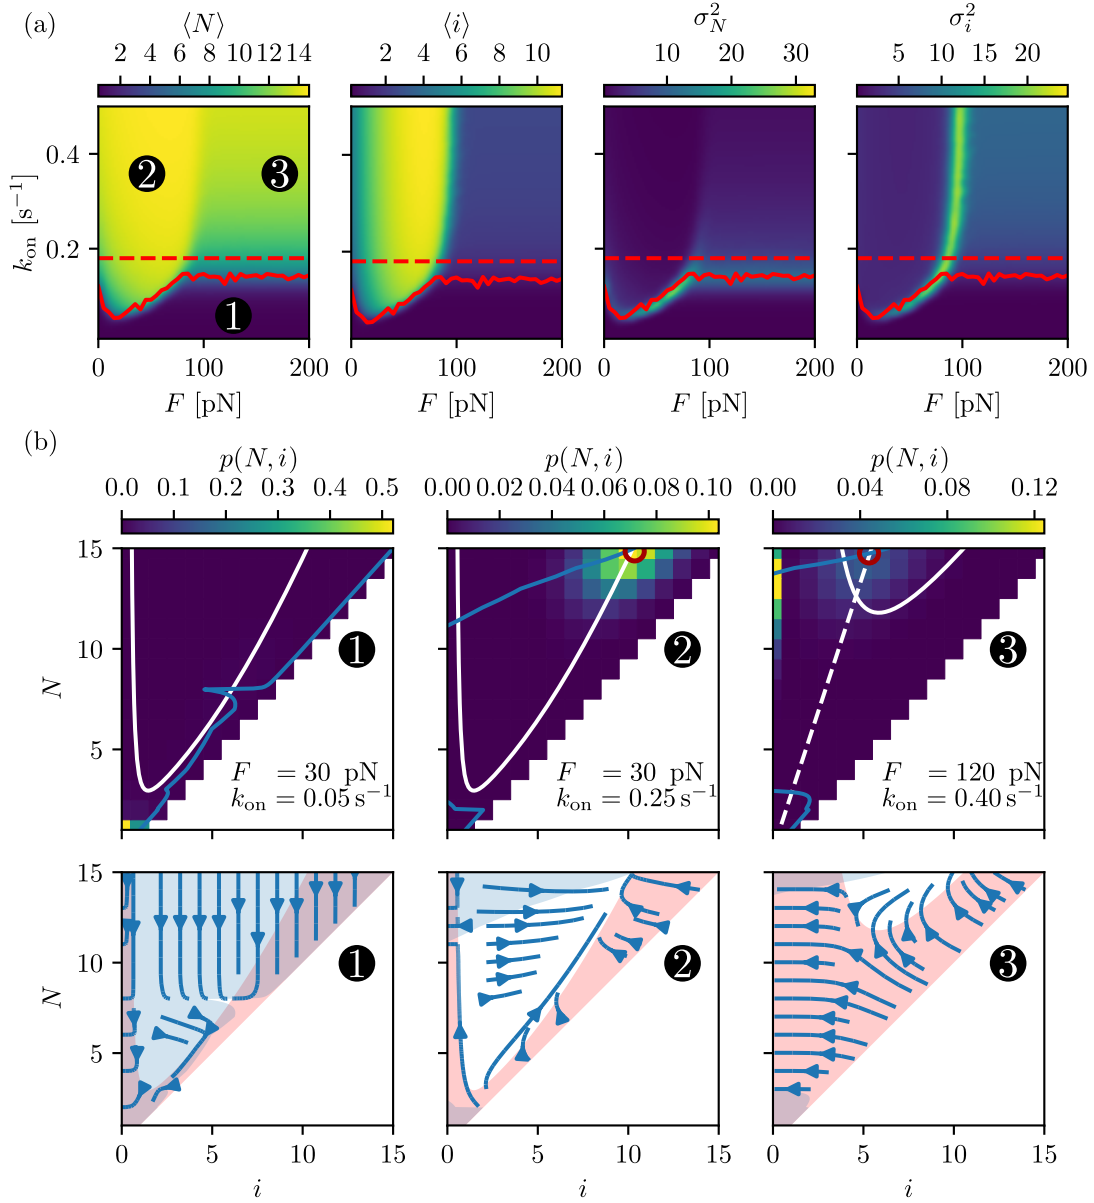 (a)
⟨N⟩ ⟨i⟩ σ²_N σ²_i
2 4 6 8 10 12 14 2 4 6 8 10 10 20 30 5 10 15 20
k_on [s⁻¹]
0.4
0.2
2 3
1
0 100 200 0 100 200 0 100 200 0 100 200
F [pN] F [pN] F [pN] F [pN]
(b)
p(N, i) p(N, i) p(N, i)
0.0 0.1 0.2 0.3 0.4 0.5 0.00 0.02 0.04 0.06 0.08 0.10 0.00 0.04 0.08 0.12
15
10
5
N
1 2 3
F = 30 pN F = 30 pN F = 120 pN
k_on = 0.05 s⁻¹ k_on = 0.25 s⁻¹ k_on = 0.40 s⁻¹
15
10
5
N
1 2 3
0 5 10 15 0 5 10 15 0 5 10 15
i i i